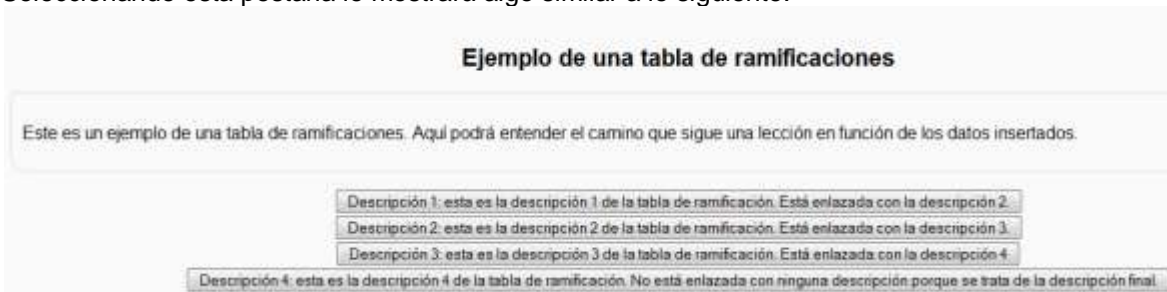 Seleccionando esta pestaña le mostrará algo similar a lo siguiente:
Ejemplo de una tabla de ramificaciones
Este es un ejemplo de una tabla de ramificaciones. Aquí podrá entender el camino que sigue una lección en función de los datos insertados.
Descripción 1: esta es la descripción 1 de la tabla de ramificación. Está enlazada con la descripción 2.
Descripción 2: esta es la descripción 2 de la tabla de ramificación. Está enlazada con la descripción 3.
Descripción 3: esta es la descripción 3 de la tabla de ramificación. Está enlazada con la descripción 4
Descripción 4: esta es la descripción 4 de la tabla de ramificación. No está enlazada con ninguna descripción porque se trata de la descripción final.